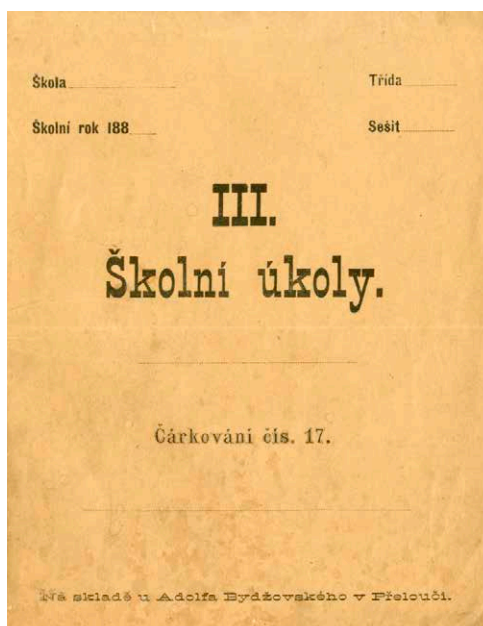 Škola
Třída
Školní rok 188
Sešit
III.
Školní úkoly.
Čárkování čís. 17.
Na skladě u Adolfa Bydžovského v Přelouči.